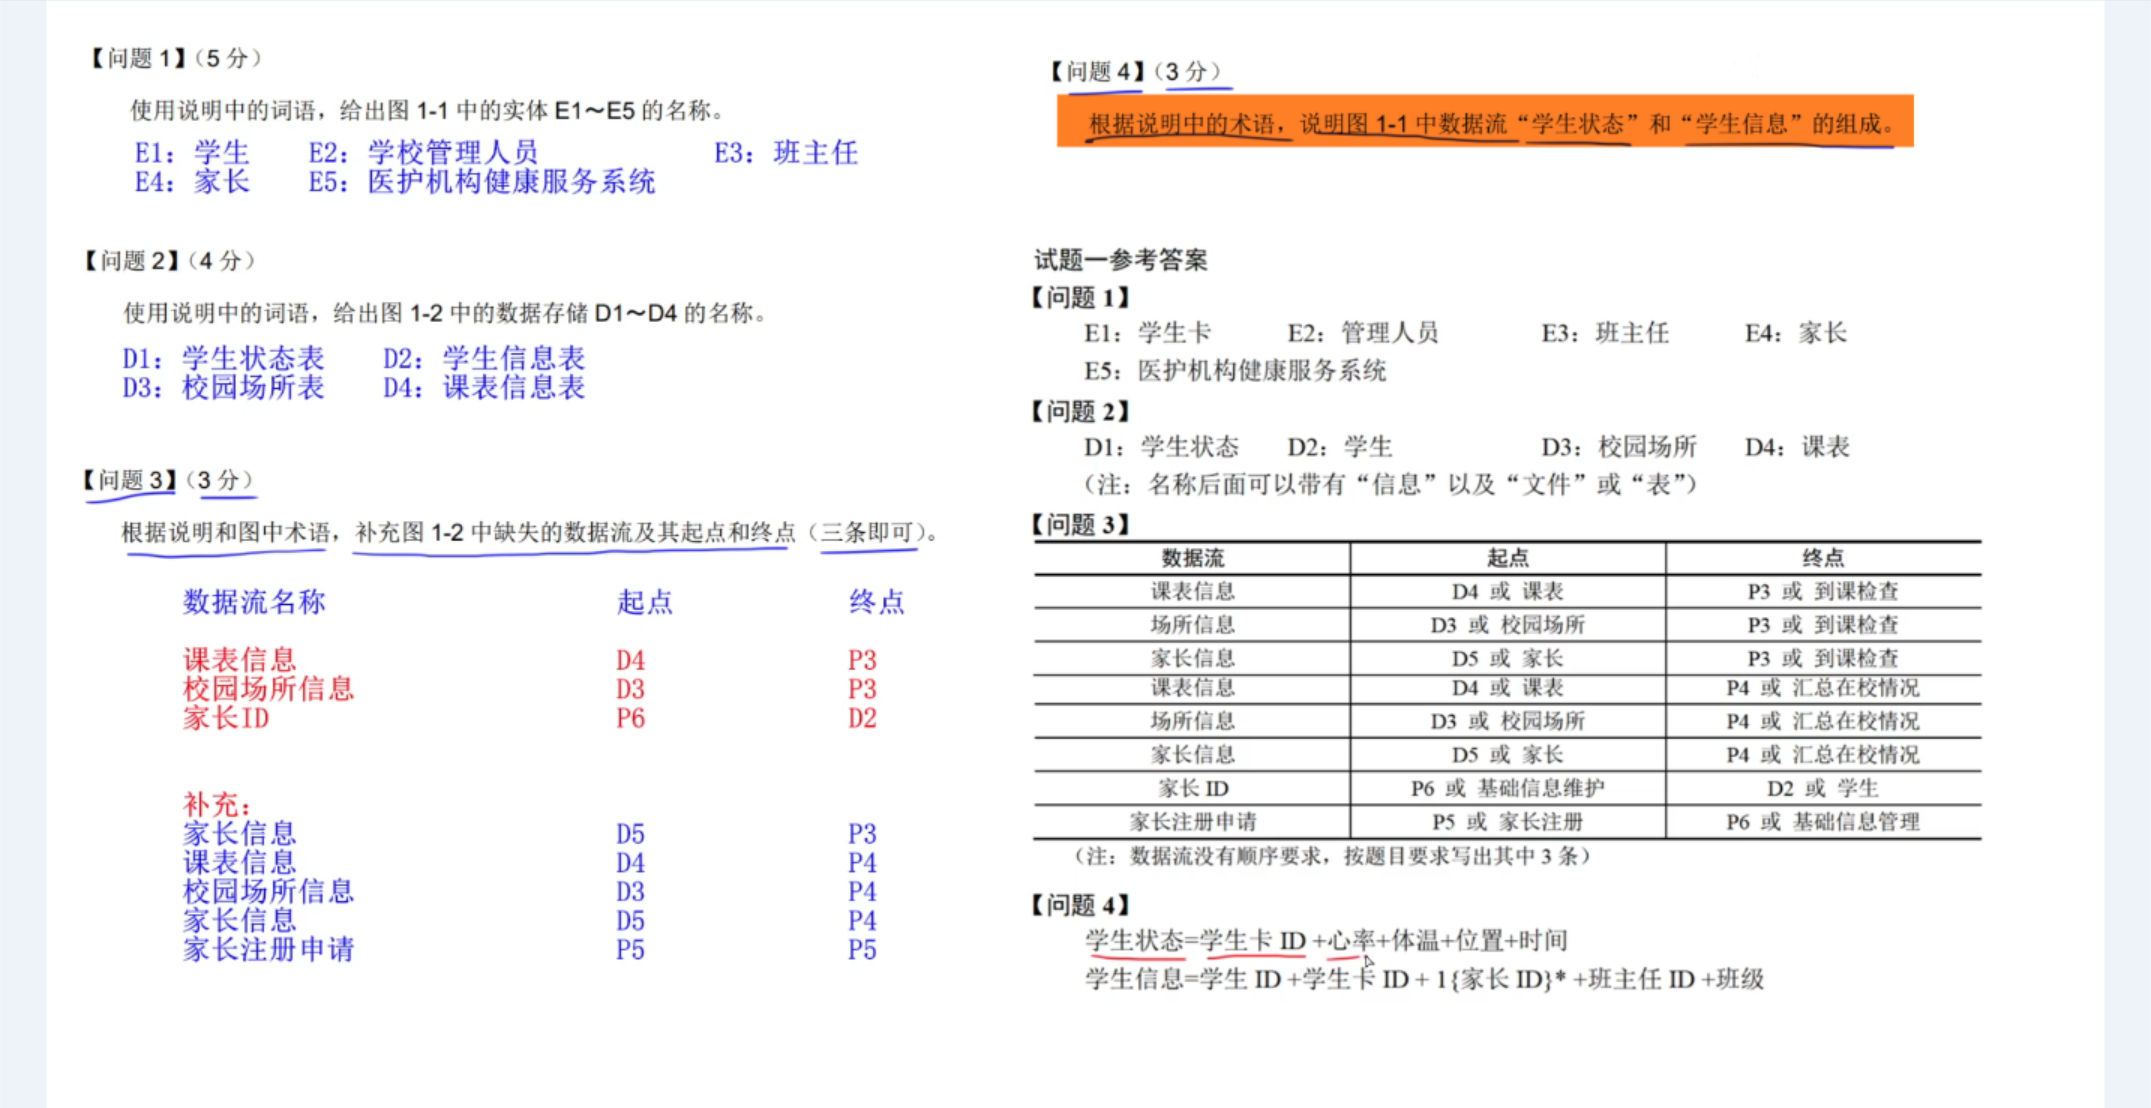 【问题 1】（5 分）
使用说明中的词语，给出图 1-1 中的实体 E1～E5 的名称。
E1：学生 E2：学校管理人员 E3：班主任
E4：家长 E5：医护机构健康服务系统
【问题 2】（4 分）
使用说明中的词语，给出图 1-2 中的数据存储 D1～D4 的名称。
D1：学生状态表 D2：学生信息表
D3：校园场所表 D4：课表信息表
【问题 3】（3 分）
根据说明和图中术语，补充图 1-2 中缺失的数据流及其起点和终点（三条即可）。
数据流名称 起点 终点
课表信息 D4 P3
校园场所信息 D3 P3
家长ID P6 D2
补充：
家长信息 D5 P3
课表信息 D4 P4
校园场所信息 D3 P4
家长信息 D5 P4
家长注册申请 P5 P5
【问题 4】（3 分）
根据说明中的术语，说明图 1-1 中数据流“学生状态”和“学生信息”的组成。
试题一参考答案
【问题 1】
E1：学生卡 E2：管理人员 E3：班主任 E4：家长
E5：医护机构健康服务系统
【问题 2】
D1：学生状态 D2：学生 D3：校园场所 D4：课表
（注：名称后面可以带有“信息”以及“文件”或“表”）
【问题 3】
数据流 起点 终点
课表信息 D4 或 课表 P3 或 到课检查
场所信息 D3 或 校园场所 P3 或 到课检查
家长信息 D5 或 家长 P3 或 到课检查
课表信息 D4 或 课表 P4 或 汇总在校情况
场所信息 D3 或 校园场所 P4 或 汇总在校情况
家长信息 D5 或 家长 P4 或 汇总在校情况
家长 ID P6 或 基础信息维护 D2 或 学生
家长注册申请 P5 或 家长注册 P6 或 基础信息管理
（注：数据流没有顺序要求，按题目要求写出其中 3 条）
【问题 4】
学生状态=学生卡 ID +心率+体温+位置+时间
学生信息=学生 ID +学生卡 ID + 1{家长 ID}* +班主任 ID +班级